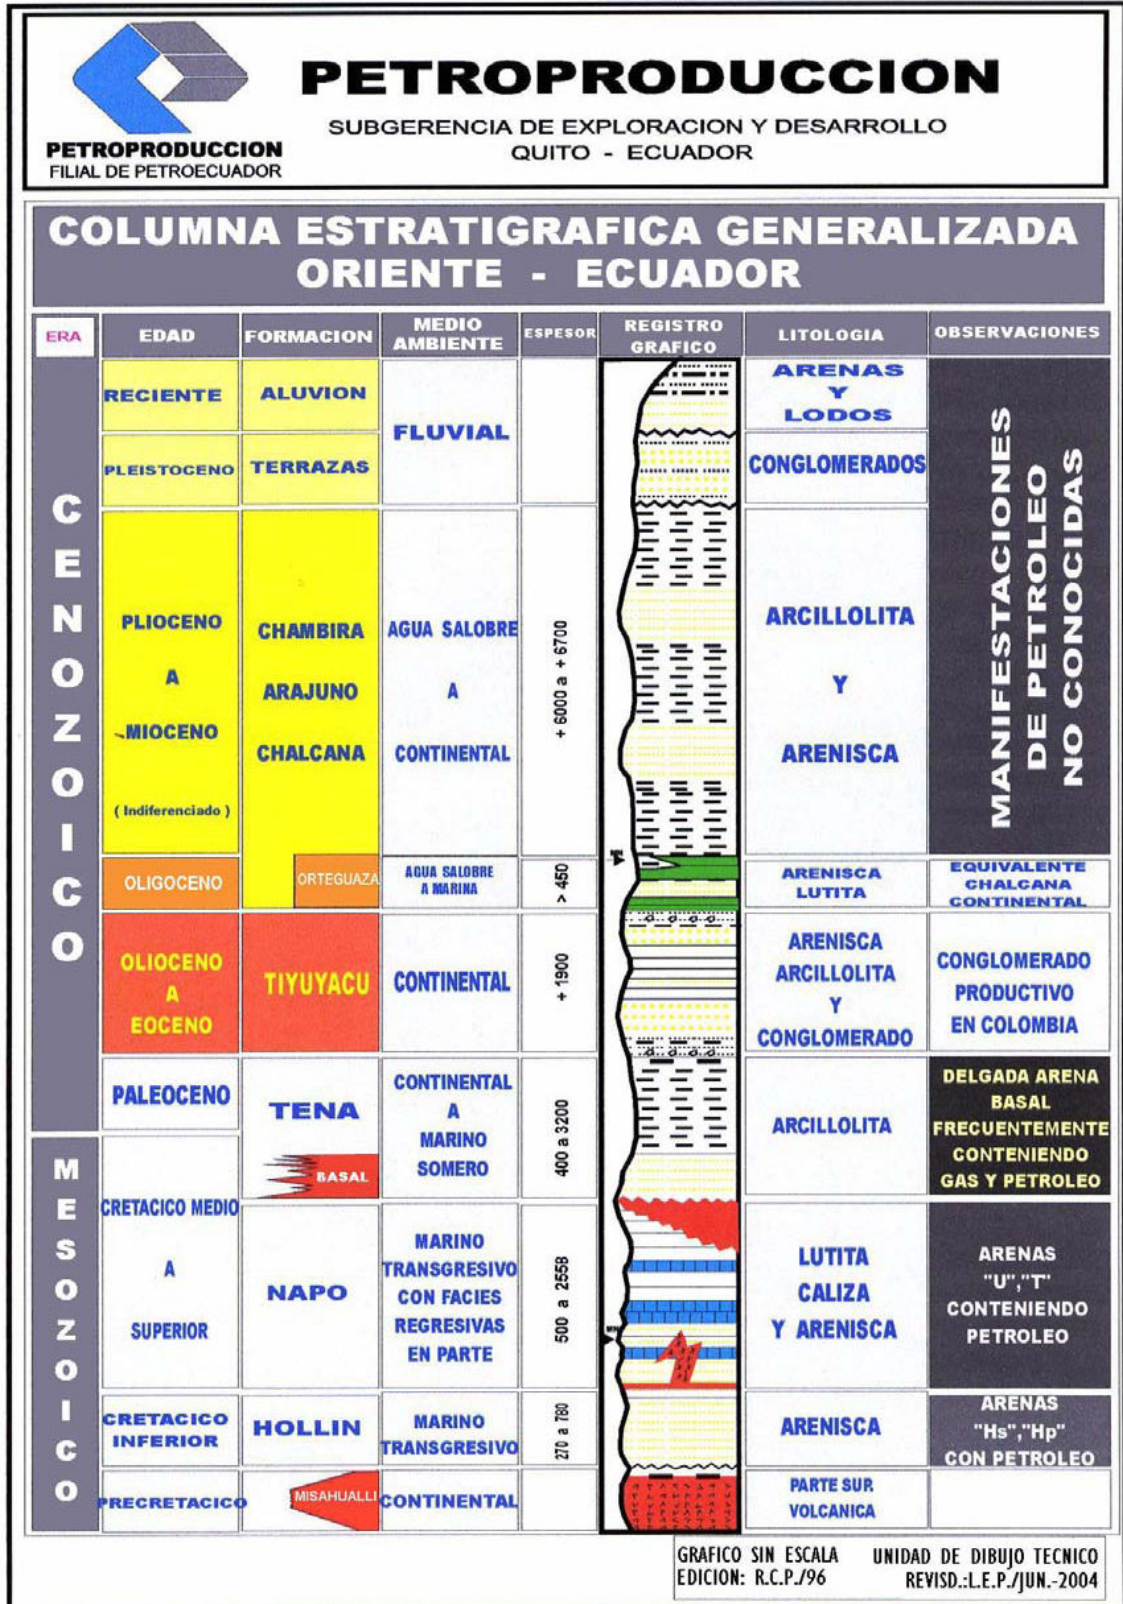 PETROPRODUCCION
FILIAL DE PETROECUADOR
PETROPRODUCCION
SUBGERENCIA DE EXPLORACION Y DESARROLLO
QUITO - ECUADOR
COLUMNA ESTRATIGRAFICA GENERALIZADA
ORIENTE - ECUADOR
ERA
EDAD
FORMACION
MEDIO
AMBIENTE
ESPESOR
REGISTRO
GRAFICO
LITOLOGIA
OBSERVACIONES
CENOZOICO
RECIENTE
ALUVION
FLUVIAL
ARENAS
Y
LODOS
MANIFESTACIONES
DE PETROLEO
NO CONOCIDAS
PLEISTOCENO
TERRAZAS
CONGLOMERADOS
PLIOCENO
A
MIOCENO
( Indiferenciado )
CHAMBIRA
ARAJUNO
CHALCANA
AGUA SALOBRE
A
CONTINENTAL
+ 6000 a + 6700
ARCILLOLITA
Y
ARENISCA
OLIGOCENO
ORTEGUAZA
AGUA SALOBRE
A MARINA
> 450
ARENISCA
LUTITA
EQUIVALENTE
CHALCANA
CONTINENTAL
OLIOCENO
A
EOCENO
TIYUYACU
CONTINENTAL
+ 1900
ARENISCA
ARCILLOLITA
Y
CONGLOMERADO
CONGLOMERADO
PRODUCTIVO
EN COLOMBIA
PALEOCENO
TENA
BASAL
CONTINENTAL
A
MARINO
SOMERO
400 a 3200
ARCILLOLITA
DELGADA ARENA
BASAL
FRECUENTEMENTE
CONTENIENDO
GAS Y PETROLEO
MESOZOICO
CRETACICO MEDIO
A
SUPERIOR
NAPO
MARINO
TRANSGRESIVO
CON FACIES
REGRESIVAS
EN PARTE
500 a 2558
LUTITA
CALIZA
Y ARENISCA
ARENAS
"U","T"
CONTENIENDO
PETROLEO
CRETACICO
INFERIOR
HOLLIN
MARINO
TRANSGRESIVO
270 a 780
ARENISCA
ARENAS
"Hs","Hp"
CON PETROLEO
PRECRETACICO
MISAHUALLI
CONTINENTAL
PARTE SUR
VOLCANICA
GRAFICO SIN ESCALA
EDICION: R.C.P./96
UNIDAD DE DIBUJO TECNICO
REVISD.:L.E.P./JUN.-2004